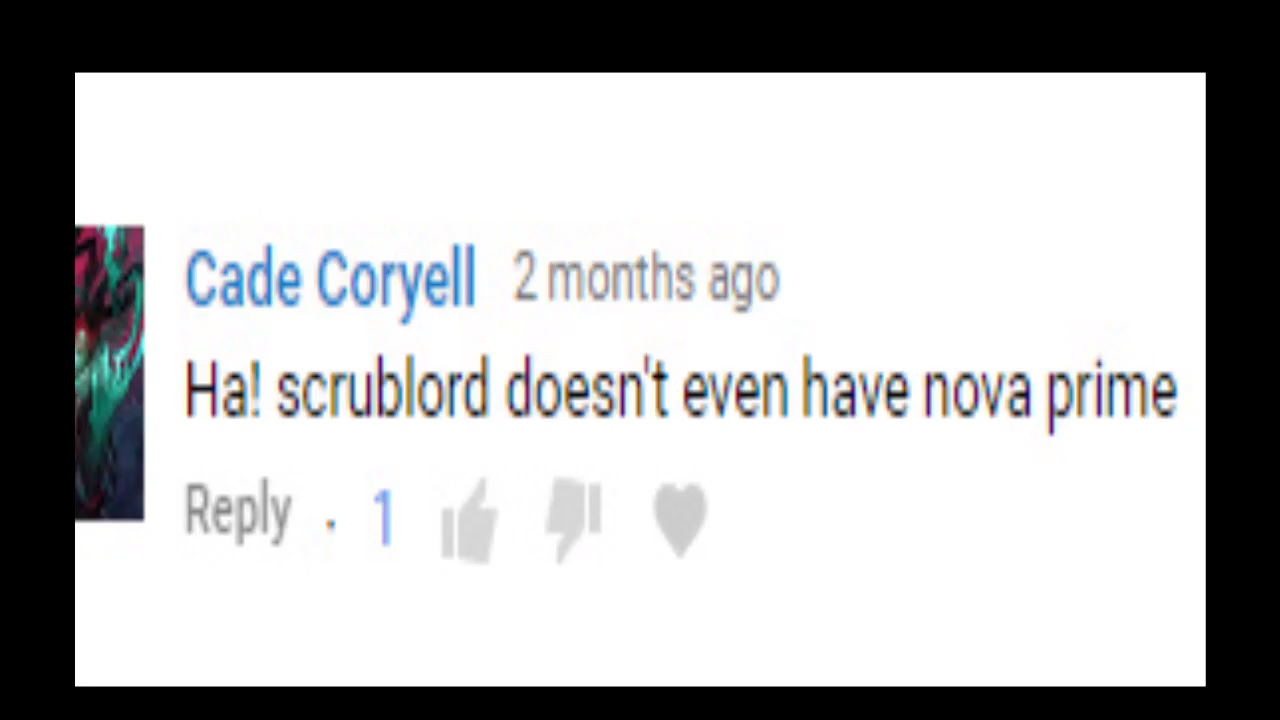 Cade Coryell 2 months ago
Ha! scrublord doesn't even have nova prime
Reply · 1